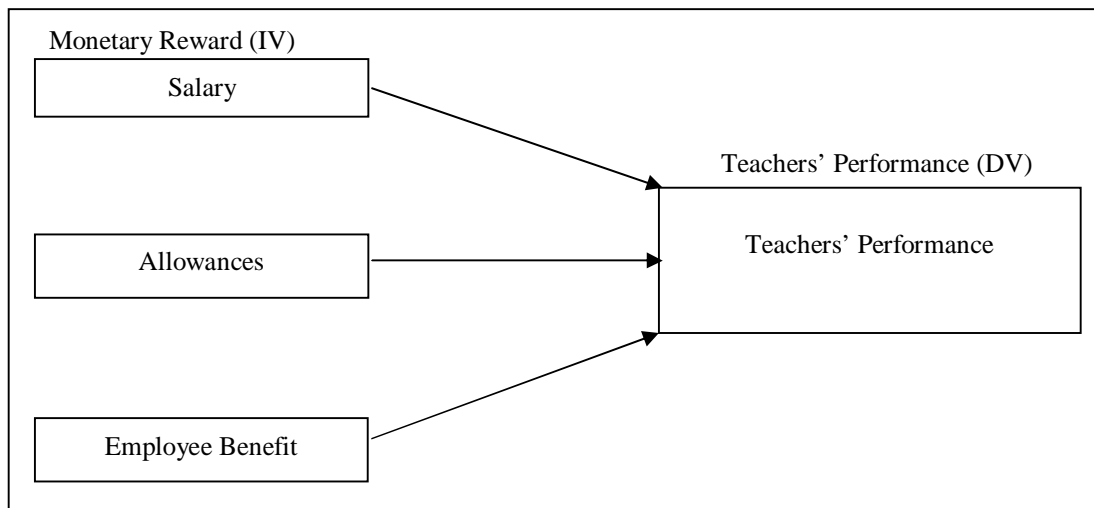 Monetary Reward (IV)
Salary
Teachers’ Performance (DV)
Teachers’ Performance
Allowances
Employee Benefit